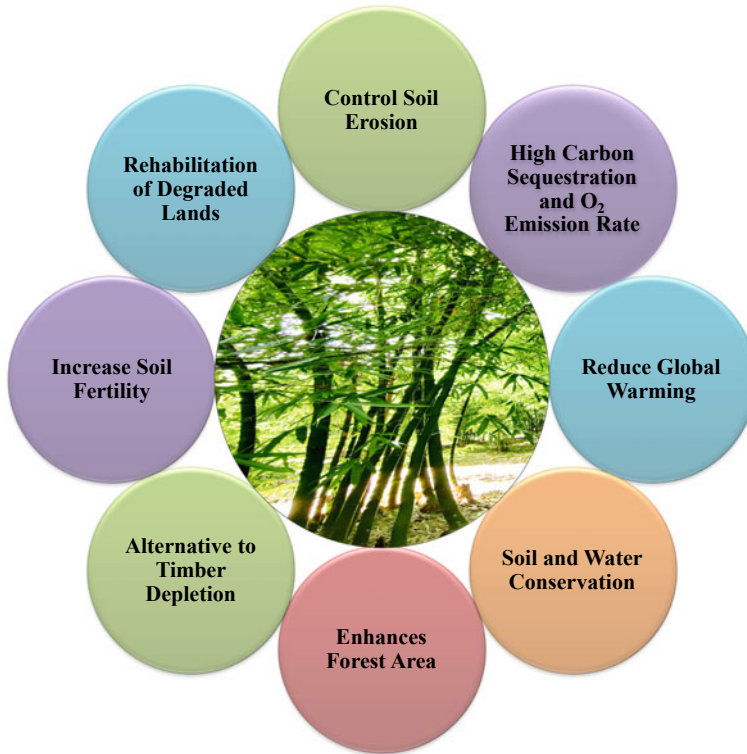 Control Soil
Erosion
High Carbon
Sequestration
and O₂
Emission Rate
Reduce Global
Warming
Soil and Water
Conservation
Enhances
Forest Area
Alternative to
Timber
Depletion
Increase Soil
Fertility
Rehabilitation
of Degraded
Lands